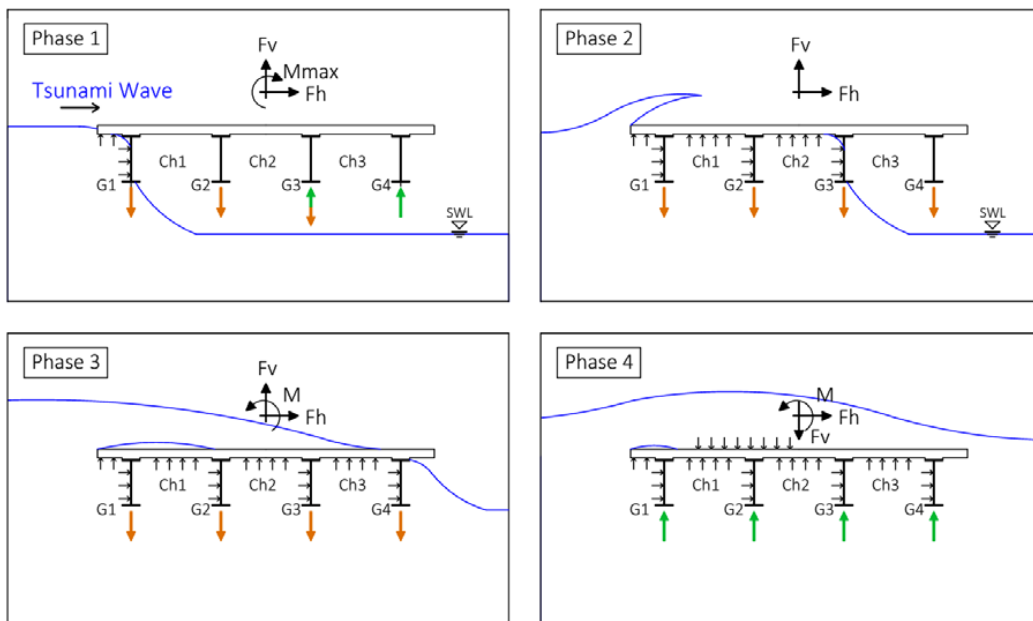 Phase 1
Fv
Mmax
Fh
Tsunami Wave
Ch1 Ch2 Ch3
G1 G2 G3 G4
SWL
Phase 2
Fv
Fh
Ch1 Ch2 Ch3
G1 G2 G3 G4
SWL
Phase 3
Fv
M
Fh
Ch1 Ch2 Ch3
G1 G2 G3 G4
Phase 4
M
Fh
Fv
Ch1 Ch2 Ch3
G1 G2 G3 G4